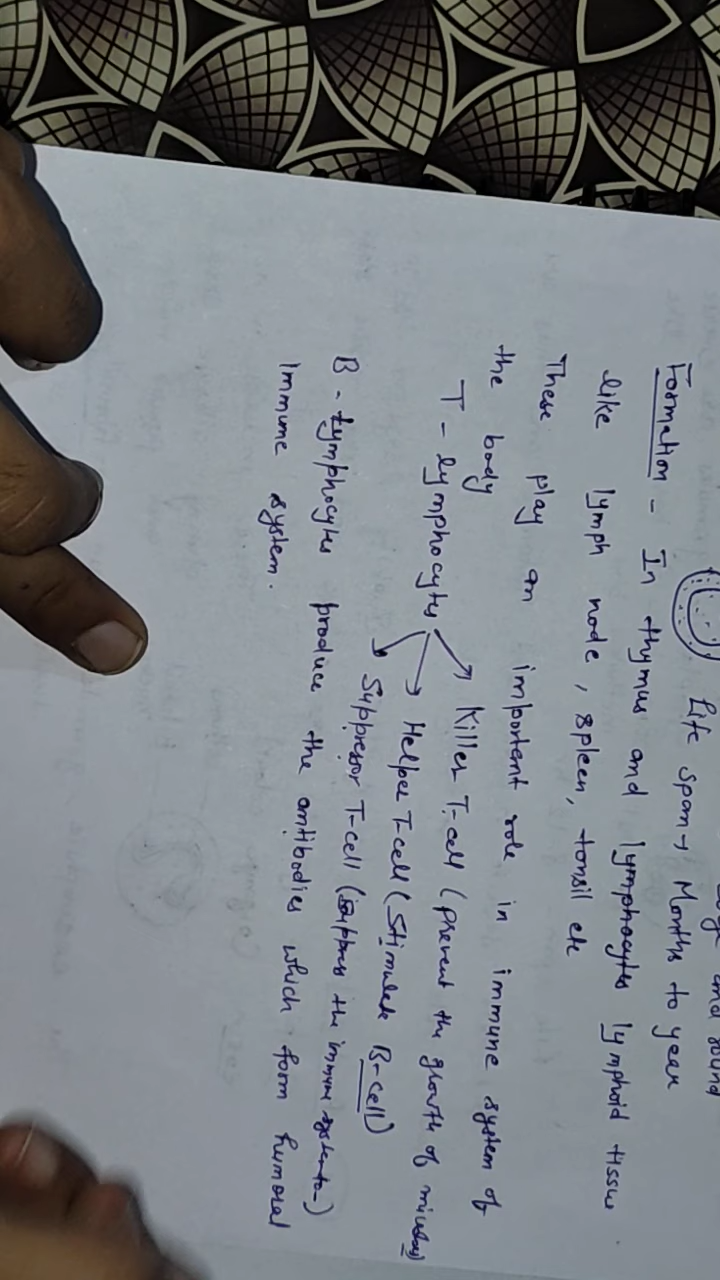 and round
Life span → Months to year
Formation - In thymus and lymphocytes lymphoid tissue
like lymph node, spleen, tonsil etc
These play an important role in immune system of
the body
T - lymphocytes
Killer T-cell (prevent the growth of
Helper T-cell (Stimulate B-cell)
Suppressor T-cell (suppress the immune
B - Lymphocytes produce the antibodies which form humoral
immune system.